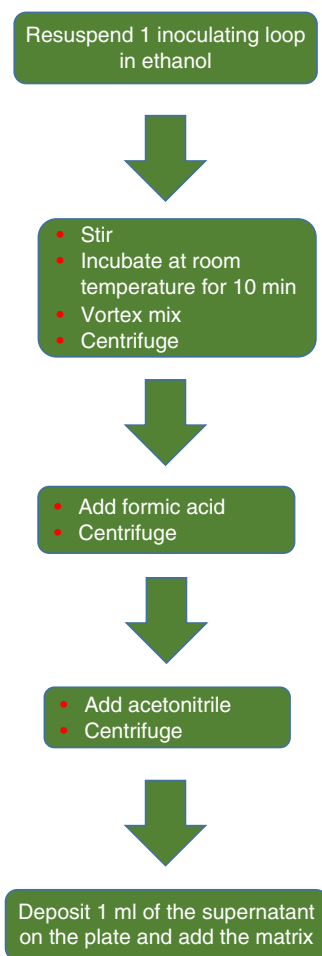 Resuspend 1 inoculating loop
in ethanol
• Stir
• Incubate at room
temperature for 10 min
• Vortex mix
• Centrifuge
• Add formic acid
• Centrifuge
• Add acetonitrile
• Centrifuge
Deposit 1 ml of the supernatant
on the plate and add the matrix